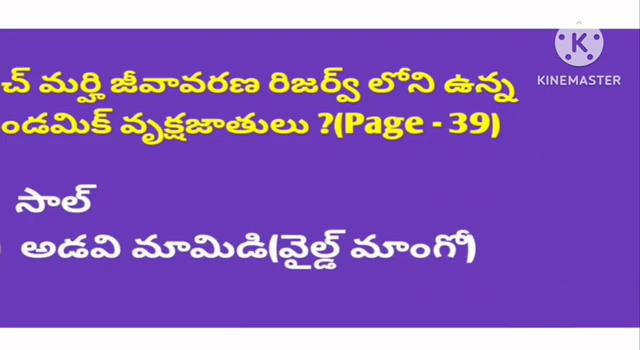 KINEMASTER
చ్ మర్హి జీవావరణ రిజర్వ్ లోని ఉన్న
ండమిక్ వృక్షజాతులు ?(Page - 39)
సాల్
) అడవి మామిడి(వైల్డ్ మాంగో)